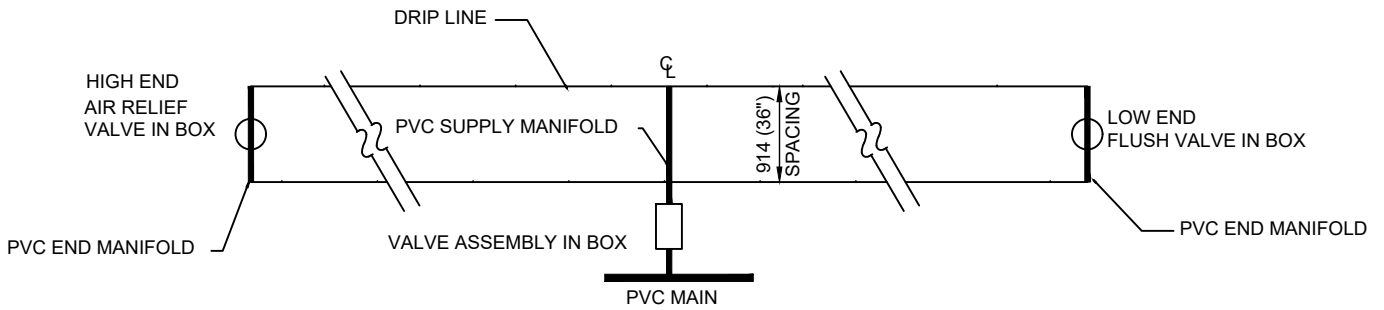 DRIP LINE
℄
HIGH END
AIR RELIEF
VALVE IN BOX
PVC SUPPLY MANIFOLD
914 (36")
SPACING
LOW END
FLUSH VALVE IN BOX
PVC END MANIFOLD
VALVE ASSEMBLY IN BOX
PVC END MANIFOLD
PVC MAIN